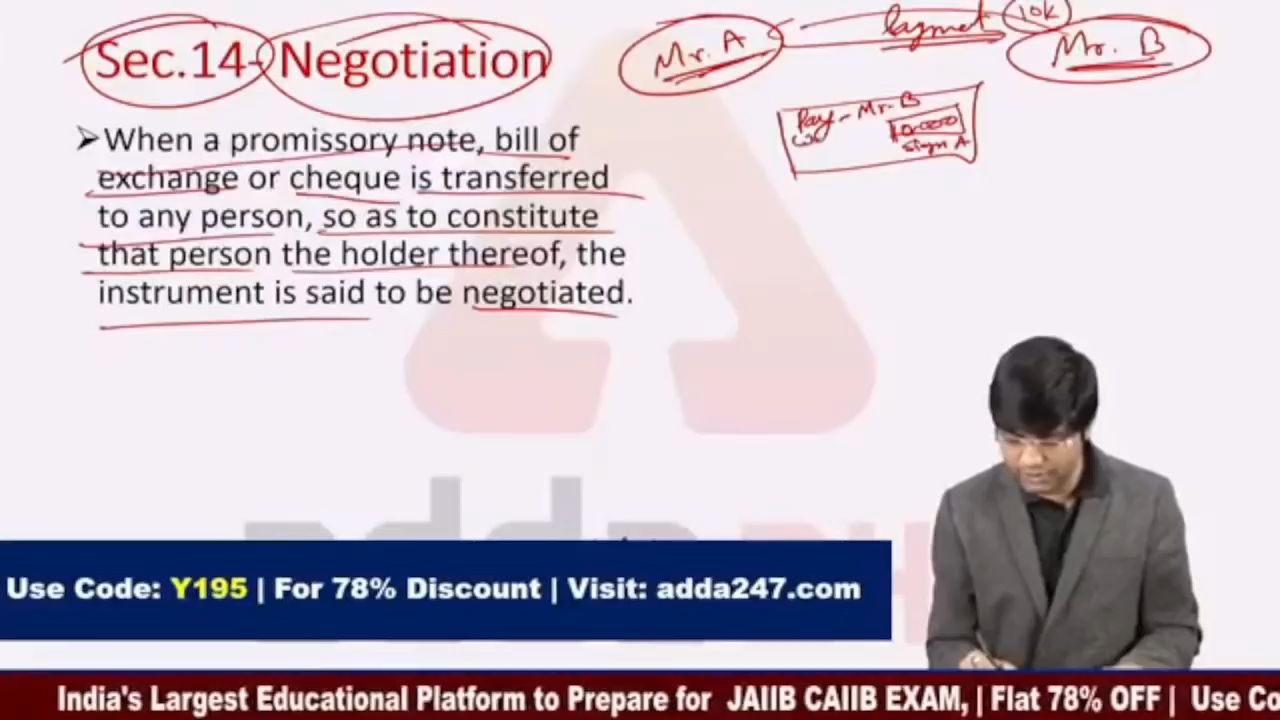 Sec.14- Negotiation
Mr. A
payment
10K
Mr. B
Pay - Mr. B
Sign A
➢When a promissory note, bill of
exchange or cheque is transferred
to any person, so as to constitute
that person the holder thereof, the
instrument is said to be negotiated.
Use Code: Y195 | For 78% Discount | Visit: adda247.com
India's Largest Educational Platform to Prepare for JAIIB CAIIB EXAM, | Flat 78% OFF | Use Co